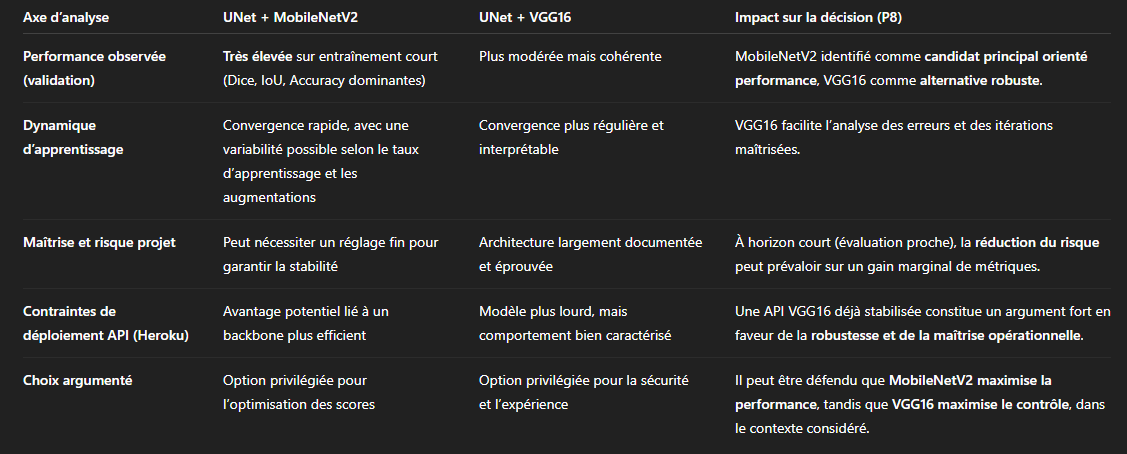 Axe d’analyse
UNet + MobileNetV2
UNet + VGG16
Impact sur la décision (P8)
Performance observée
(validation)
Très élevée sur entraînement court
(Dice, IoU, Accuracy dominantes)
Plus modérée mais cohérente
MobileNetV2 identifié comme candidat principal orienté
performance, VGG16 comme alternative robuste.
Dynamique
d’apprentissage
Convergence rapide, avec une
variabilité possible selon le taux
d’apprentissage et les
augmentations
Convergence plus régulière et
interprétable
VGG16 facilite l’analyse des erreurs et des itérations
maîtrisées.
Maîtrise et risque projet
Peut nécessiter un réglage fin pour
garantir la stabilité
Architecture largement documentée
et éprouvée
À horizon court (évaluation proche), la réduction du risque
peut prévaloir sur un gain marginal de métriques.
Contraintes de
déploiement API (Heroku)
Avantage potentiel lié à un
backbone plus efficient
Modèle plus lourd, mais
comportement bien caractérisé
Une API VGG16 déjà stabilisée constitue un argument fort en
faveur de la robustesse et de la maîtrise opérationnelle.
Choix argumenté
Option privilégiée pour
l’optimisation des scores
Option privilégiée pour la sécurité
et l’expérience
Il peut être défendu que MobileNetV2 maximise la
performance, tandis que VGG16 maximise le contrôle, dans
le contexte considéré.